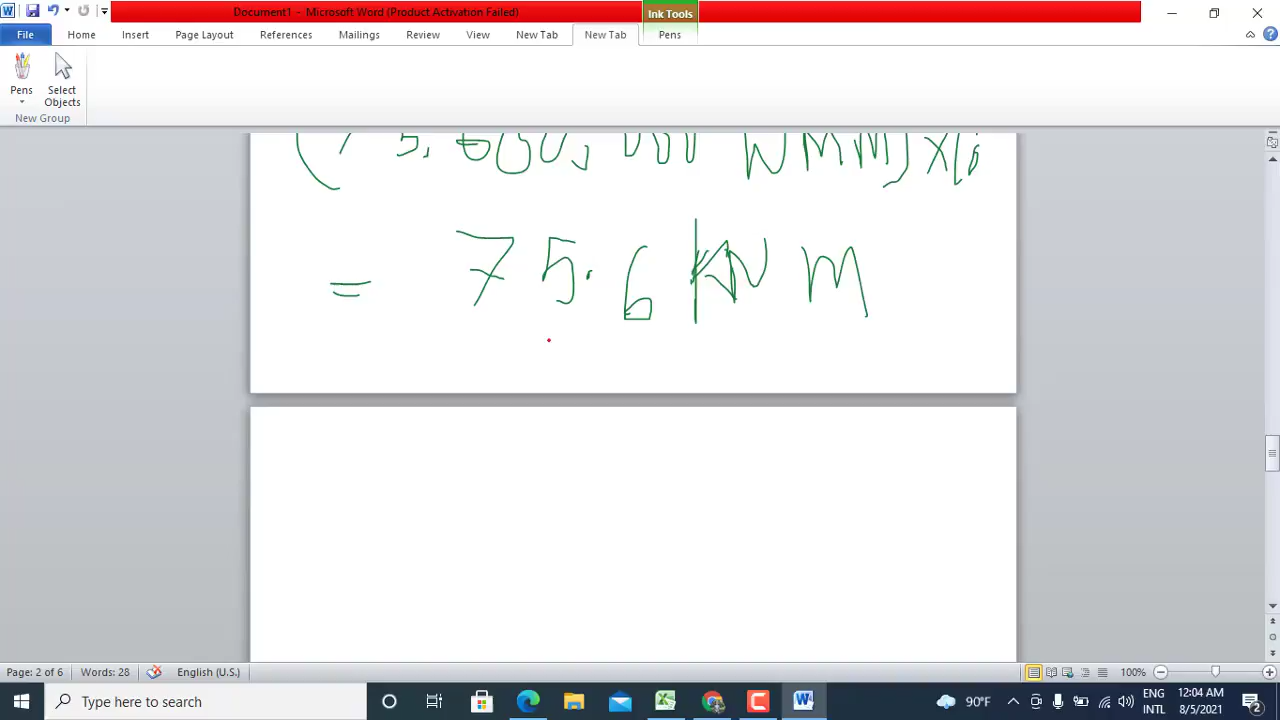 Document1 - Microsoft Word (Product Activation Failed)
Ink Tools
File Home Insert Page Layout References Mailings Review View New Tab New Tab Pens
Pens
Select Objects
New Group
= 75.6 KN M
Page: 2 of 6 Words: 28 English (U.S.) 100%
Type here to search
90°F
ENG
INTL
12:04 AM
8/5/2021
2